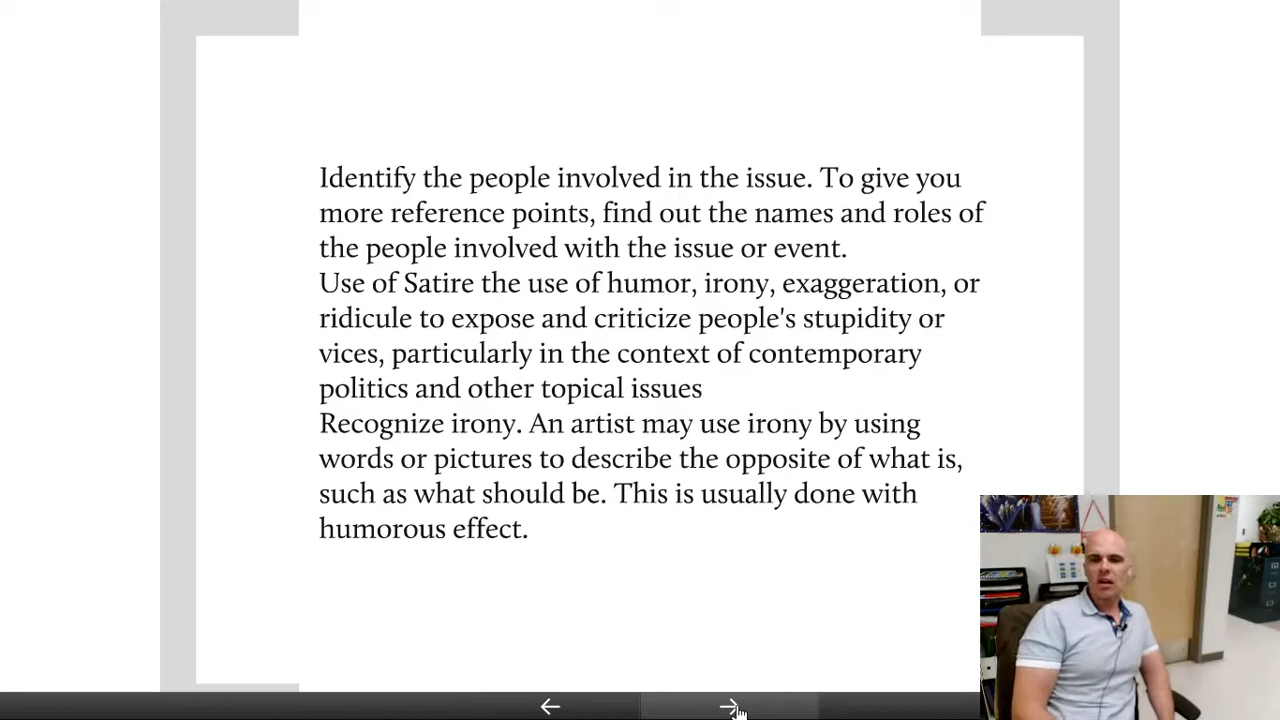 Identify the people involved in the issue. To give you
more reference points, find out the names and roles of
the people involved with the issue or event.
Use of Satire the use of humor, irony, exaggeration, or
ridicule to expose and criticize people's stupidity or
vices, particularly in the context of contemporary
politics and other topical issues
Recognize irony. An artist may use irony by using
words or pictures to describe the opposite of what is,
such as what should be. This is usually done with
humorous effect.